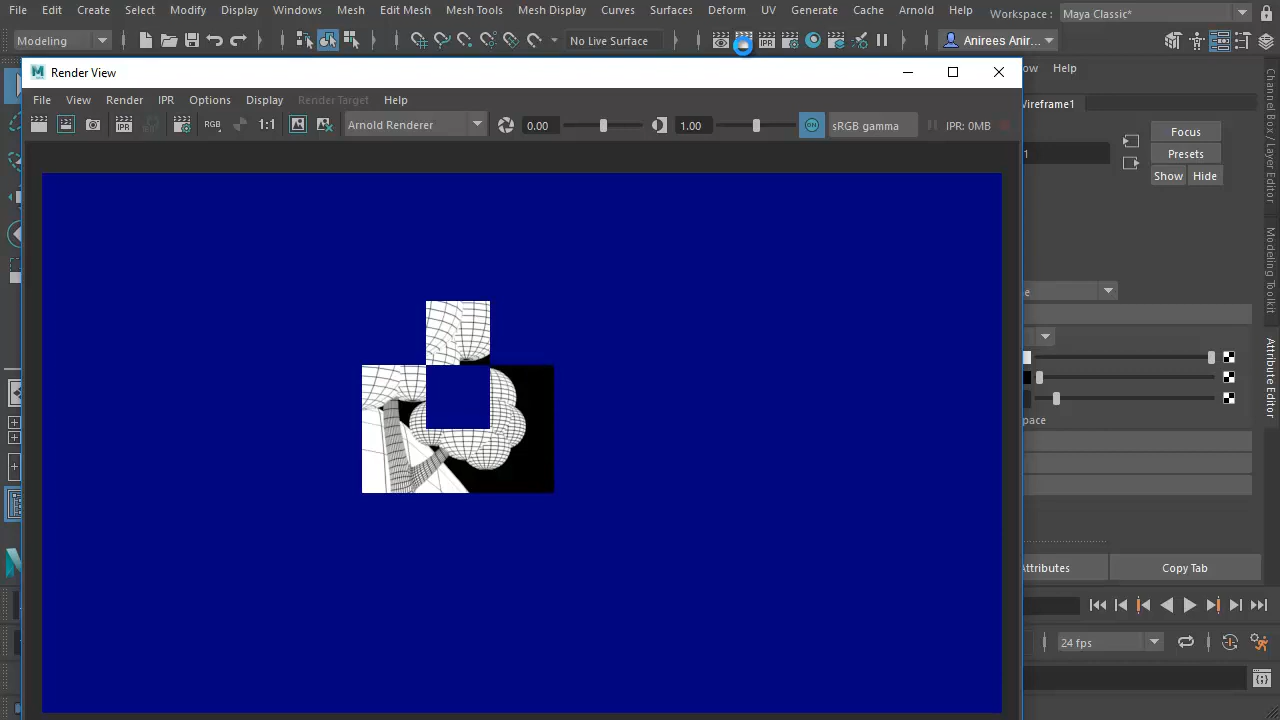 File Edit Create Select Modify Display Windows Mesh Edit Mesh Mesh Tools Mesh Display Curves Surfaces Deform UV Generate Cache Arnold Help Workspace : Maya Classic*
Modeling No Live Surface IPR Anirees Anir...
M Render View
ow Help
Wireframe1
File View Render IPR Options Display Render Target Help
IPR RGB 1:1 Arnold Renderer 0.00 1.00 ON sRGB gamma IPR: 0MB
Focus
1 Presets
Show Hide
e
pace
Attributes Copy Tab
24 fps
Channel Box / Layer Editor
Modeling Toolkit
Attribute Editor